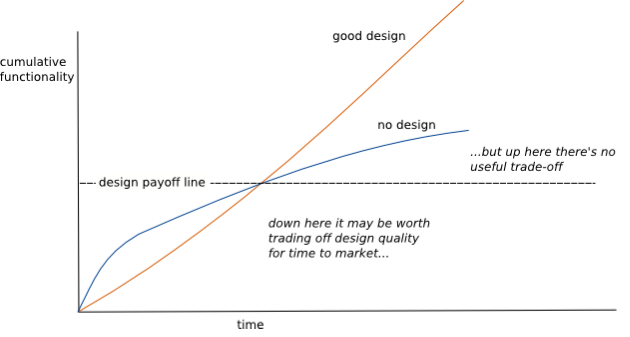 good design
cumulative
functionality
no design
...but up here there's no
useful trade-off
design payoff line
down here it may be worth
trading off design quality
for time to market...
time